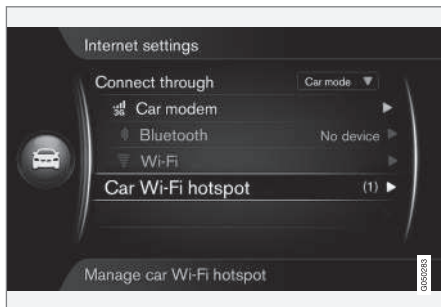 Internet settings
Connect through Car mode
3G Car modem
Bluetooth No device
Wi-Fi
Car Wi-Fi hotspot (1)
Manage car Wi-Fi hotspot
G050283